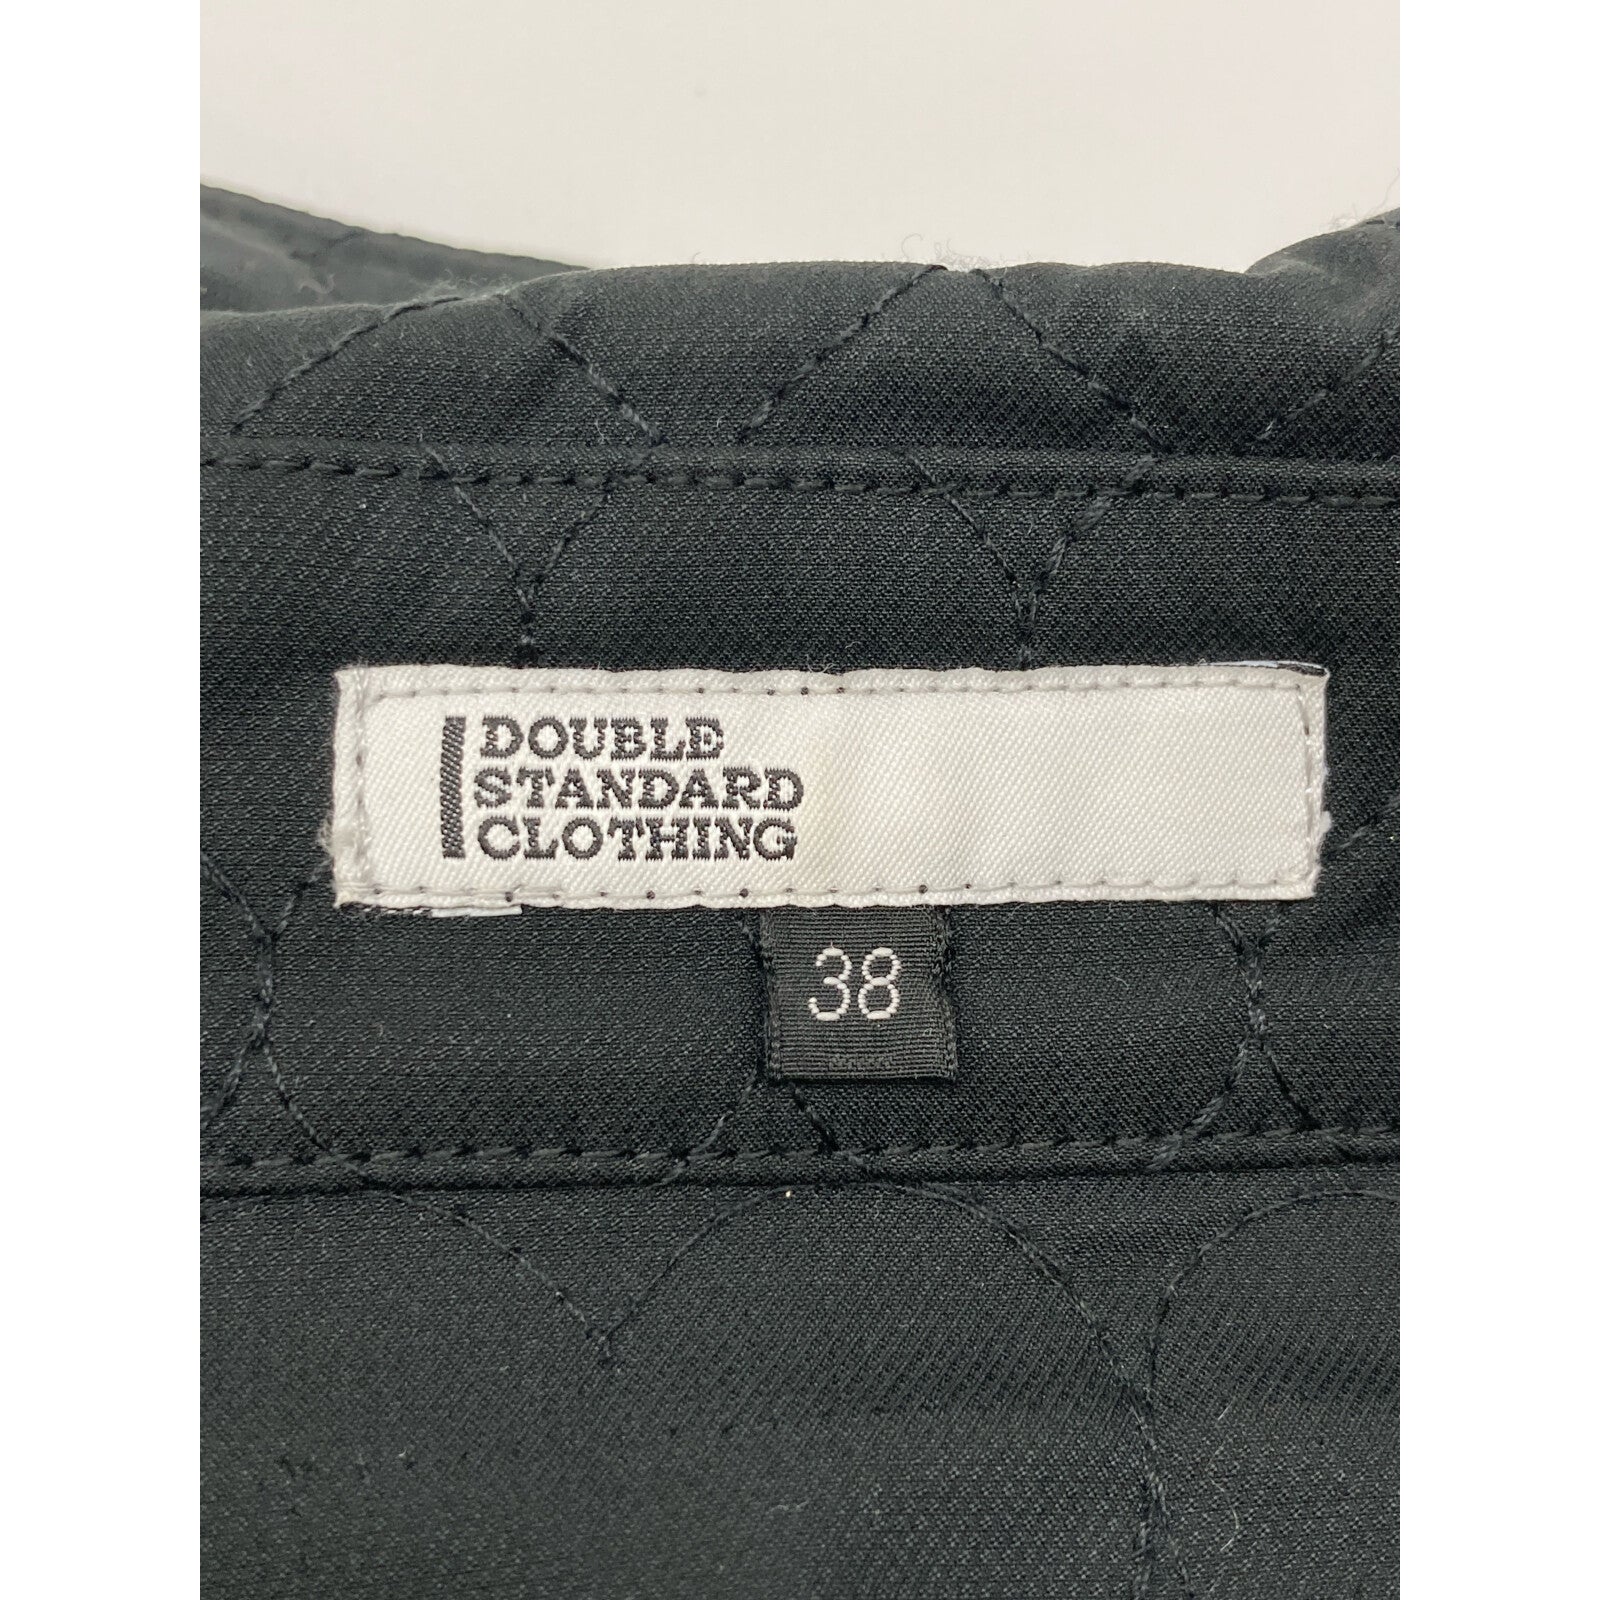 DOUBLE
STANDARD
CLOTHING
38